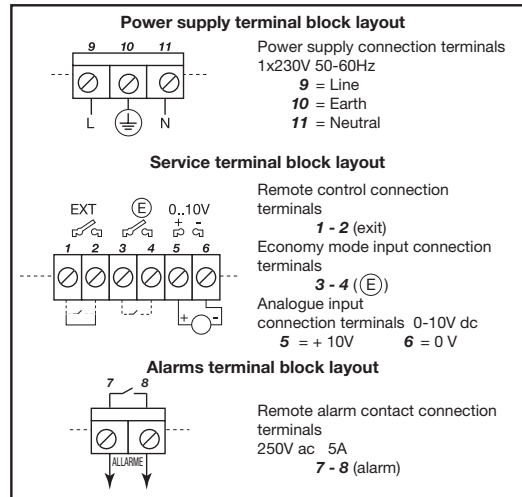 Power supply terminal block layout
9 10 11
L N
Power supply connection terminals
1x230V 50-60Hz
9 = Line
10 = Earth
11 = Neutral
Service terminal block layout
EXT E 0..10V
+ -
1 2 3 4 5 6
+ -
Remote control connection
terminals
1 - 2 (exit)
Economy mode input connection
terminals
3 - 4 (E)
Analogue input
connection terminals 0-10V dc
5 = + 10V 6 = 0 V
Alarms terminal block layout
7 8
ALLARME
Remote alarm contact connection
terminals
250V ac 5A
7 - 8 (alarm)